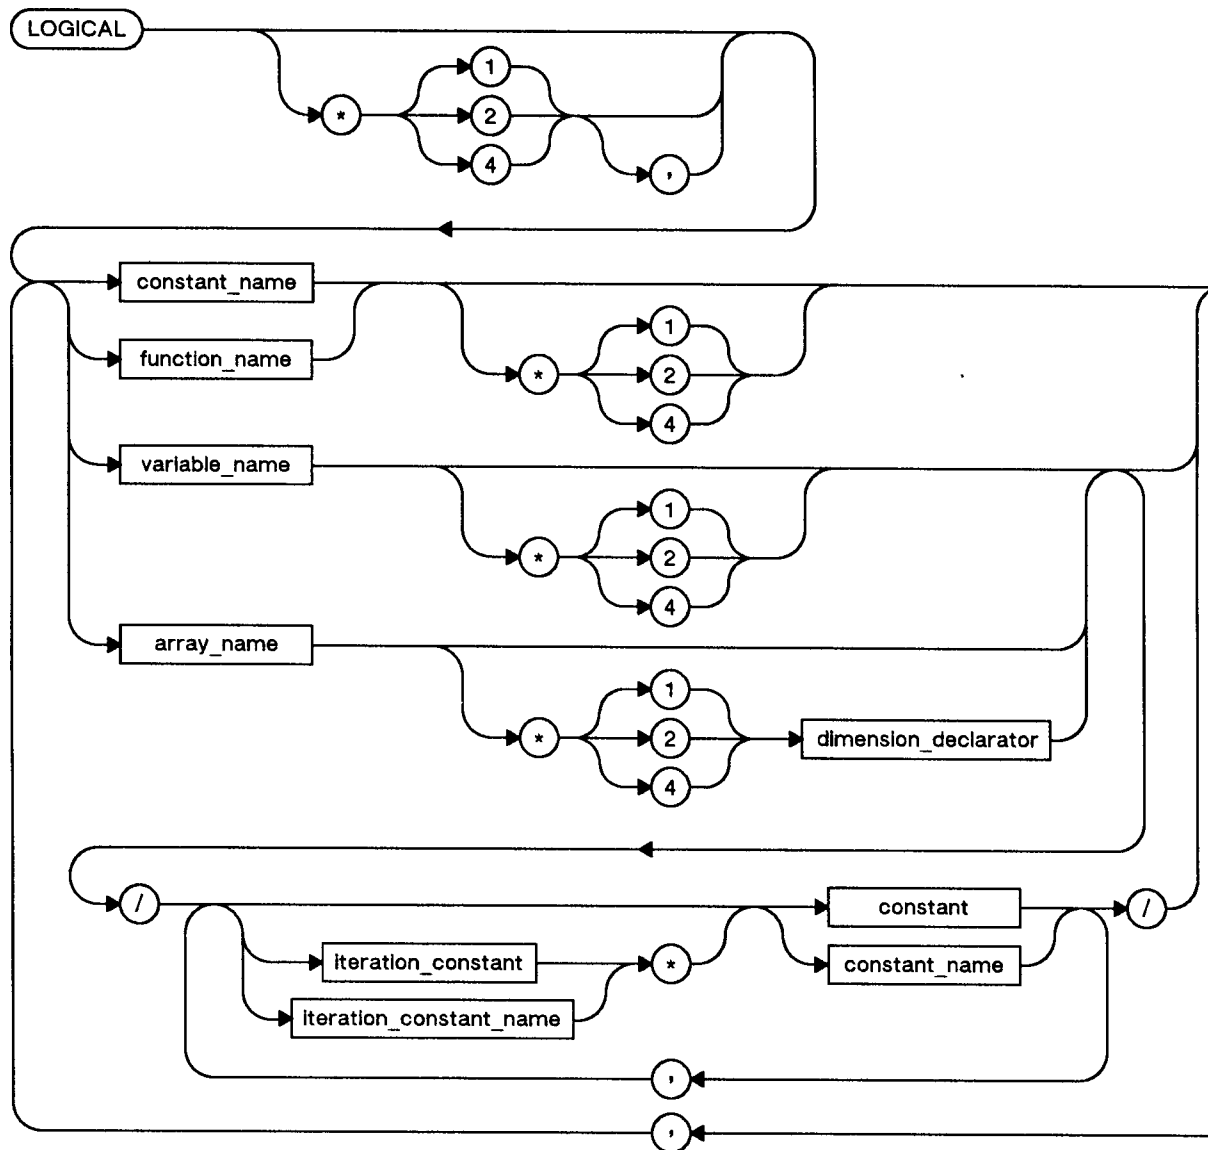 LOGICAL
1
* 2
4 ,
constant_name
1
function_name * 2
4
variable_name
1
* 2
4
array_name
1
* 2 dimension_declarator
4
/ constant /
iteration_constant * constant_name
iteration_constant_name
,
,